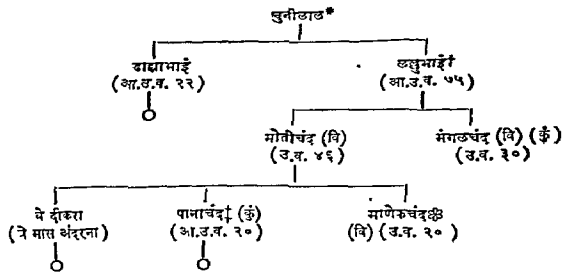 चुनीलाल*
डाह्याभाई लल्लुभाई†
(आ.उ.व. २२) (आ.उ.व. ७५)
मोतीचंद (वि) मंगळचंद (वि) (कुं)
(उ.व. ४६) (उ.व. ३०)
बे दीकरा पानाचंद‡ (कुं) माणेकचंद
(बे मास अंदरना) (आ.उ.व. २०) (वि) (उ.व. २०)